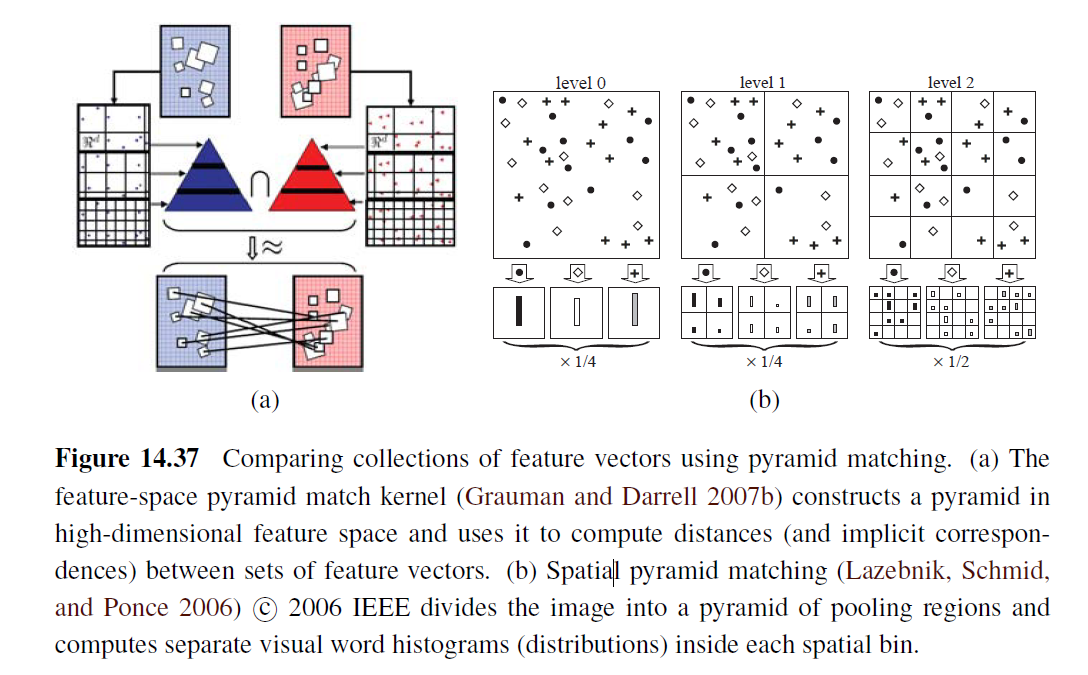 level 0
level 1
level 2
ℜd
ℜd
∩
≈
× 1/4
× 1/4
× 1/2
(a)
(b)
Figure 14.37 Comparing collections of feature vectors using pyramid matching. (a) The
feature-space pyramid match kernel (Grauman and Darrell 2007b) constructs a pyramid in
high-dimensional feature space and uses it to compute distances (and implicit correspon-
dences) between sets of feature vectors. (b) Spatial pyramid matching (Lazebnik, Schmid,
and Ponce 2006) © 2006 IEEE divides the image into a pyramid of pooling regions and
computes separate visual word histograms (distributions) inside each spatial bin.